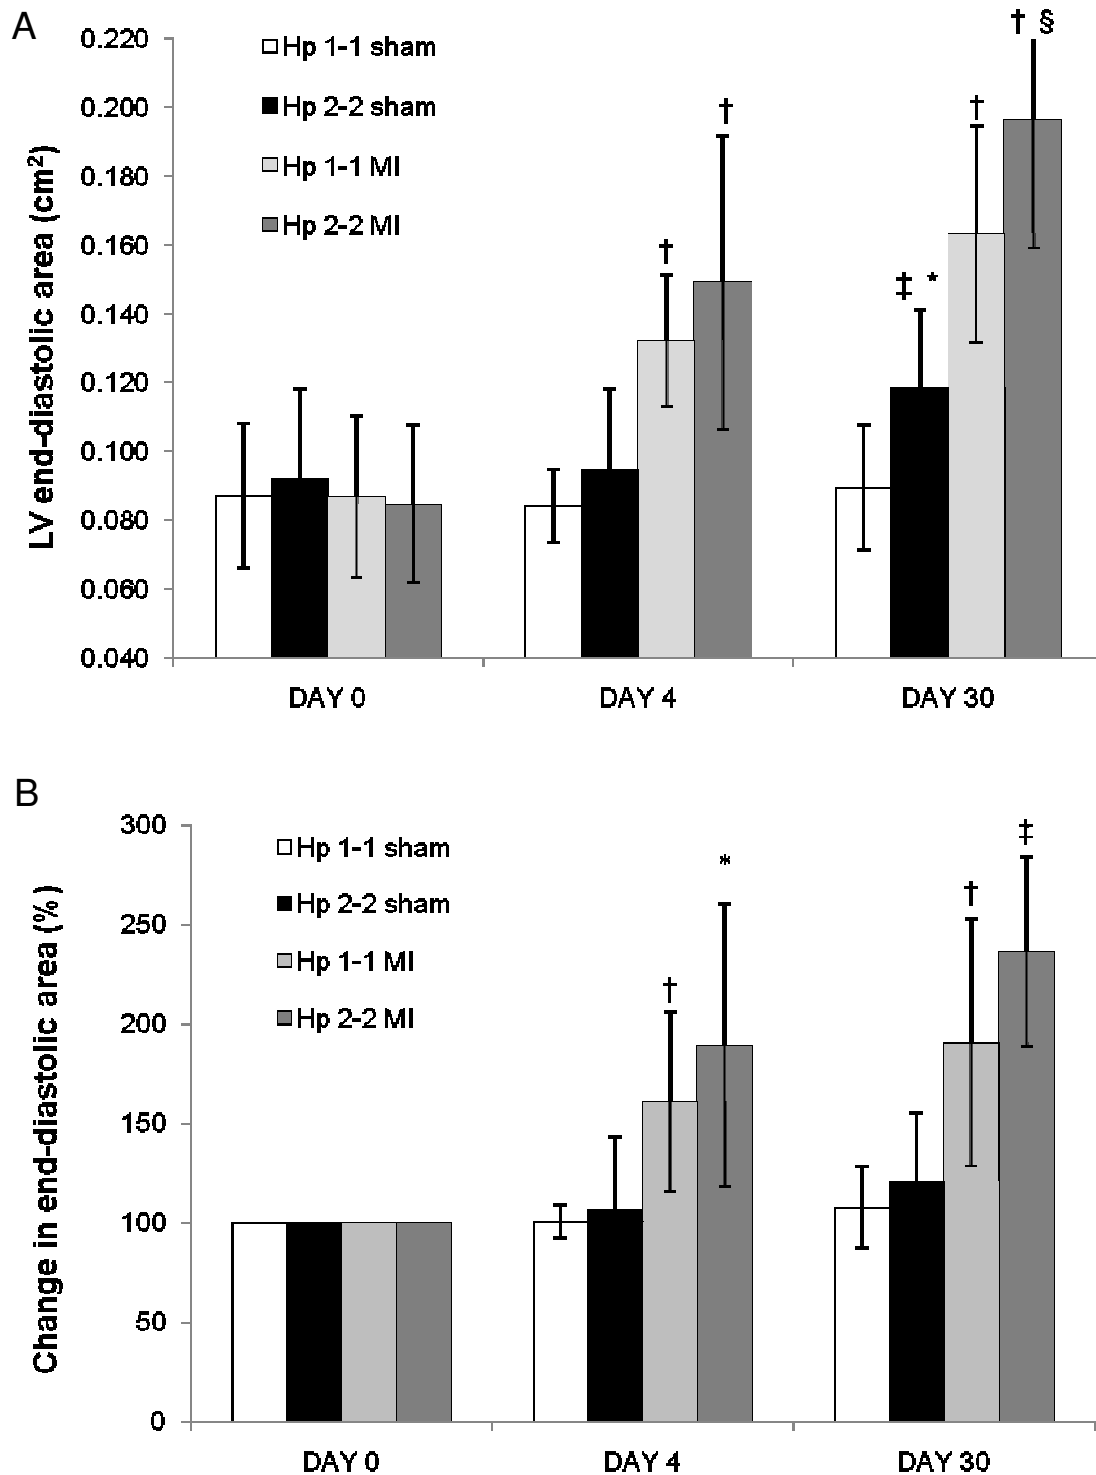 A
† §
0.220
Hp 1-1 sham
0.200
Hp 2-2 sham
† †
0.180
Hp 1-1 MI
0.160
Hp 2-2 MI
†
‡ *
0.140
0.120
0.100
0.080
0.060
0.040
LV end-diastolic area (cm²)
DAY 0 DAY 4 DAY 30
B
300
Hp 1-1 sham
‡
*
250
Hp 2-2 sham
†
Hp 1-1 MI
†
200
Hp 2-2 MI
150
100
50
0
Change in end-diastolic area (%)
DAY 0 DAY 4 DAY 30